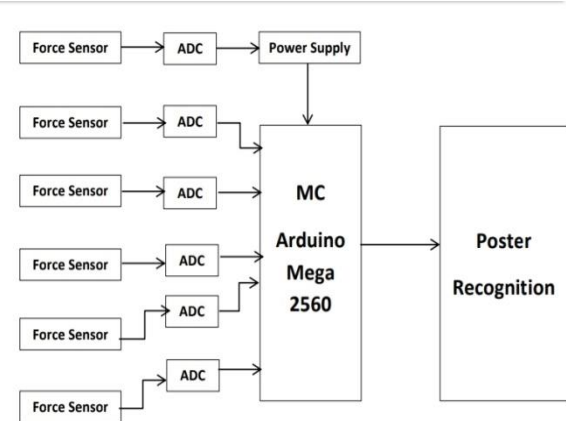 Force Sensor
ADC
Power Supply
Force Sensor
ADC
Force Sensor
ADC
MC
Arduino
Mega
2560
Poster
Recognition
Force Sensor
ADC
Force Sensor
ADC
Force Sensor
ADC